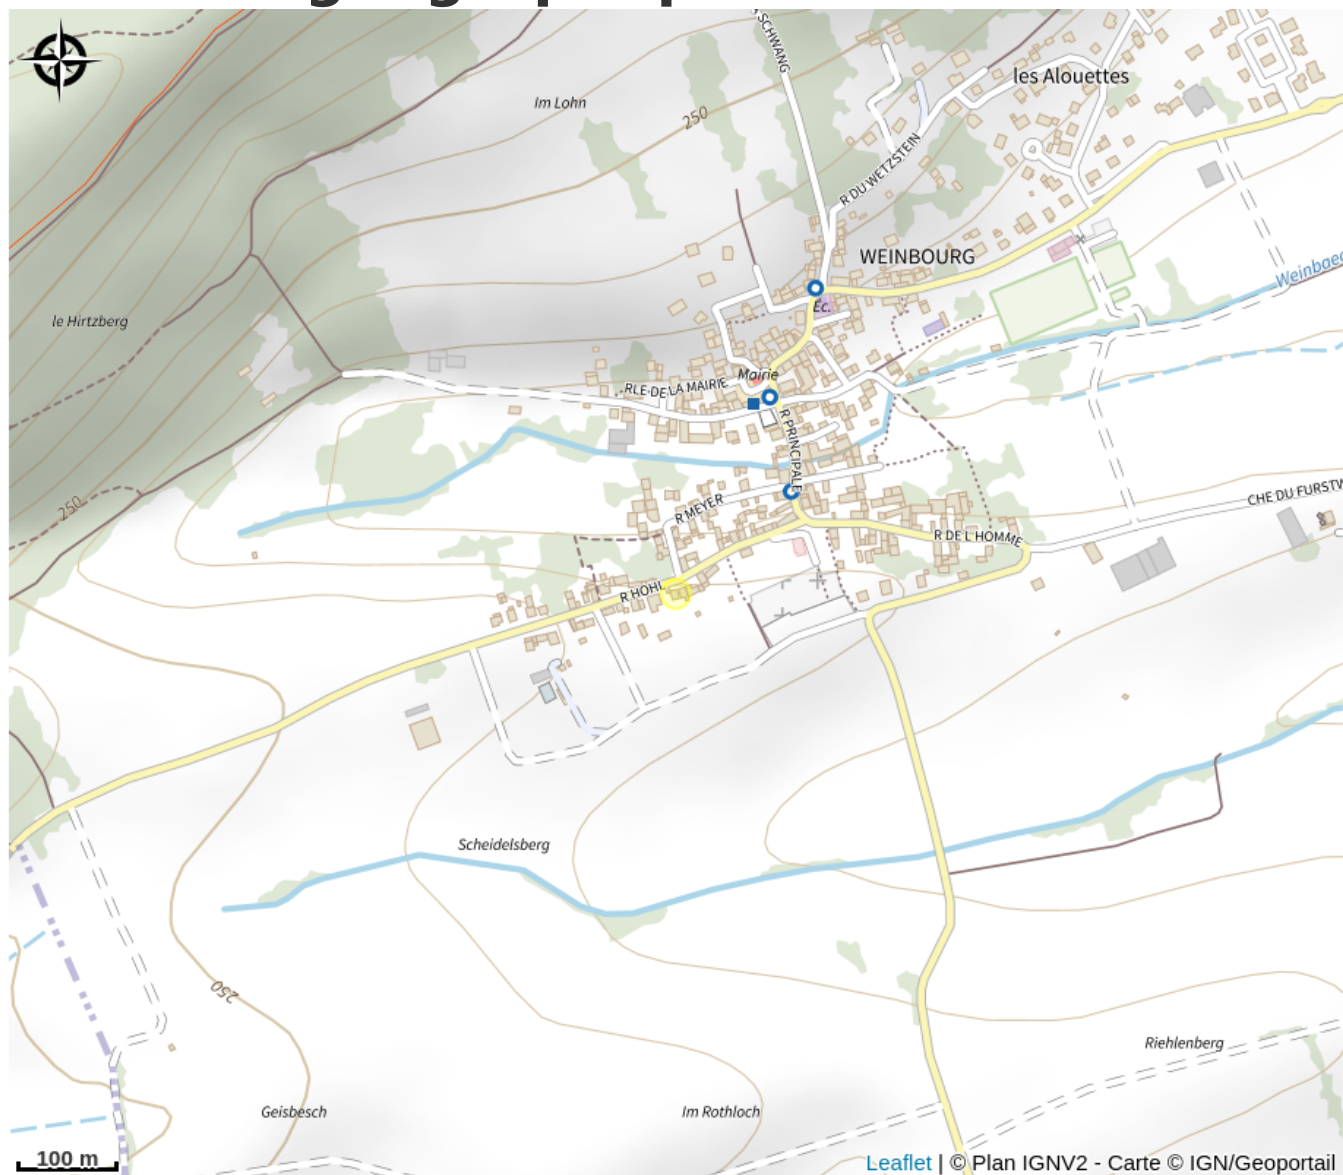 SCHWANG
les Alouettes
Im Lohn
250
R DU WETZSTEIN
WEINBOURG
Weinbaec
Ec.
le Hirtzberg
Mairie
RLE DE LA MAIRIE
R PRINCIPALE
250
CHE DU FURSTW
R MEYER
R DE L HOMME
R HOHL
Scheidelsberg
250
Riehlenberg
Geisbesch
Im Rothloch
100 m
Leaflet | © Plan IGNV2 - Carte © IGN/Geoportail